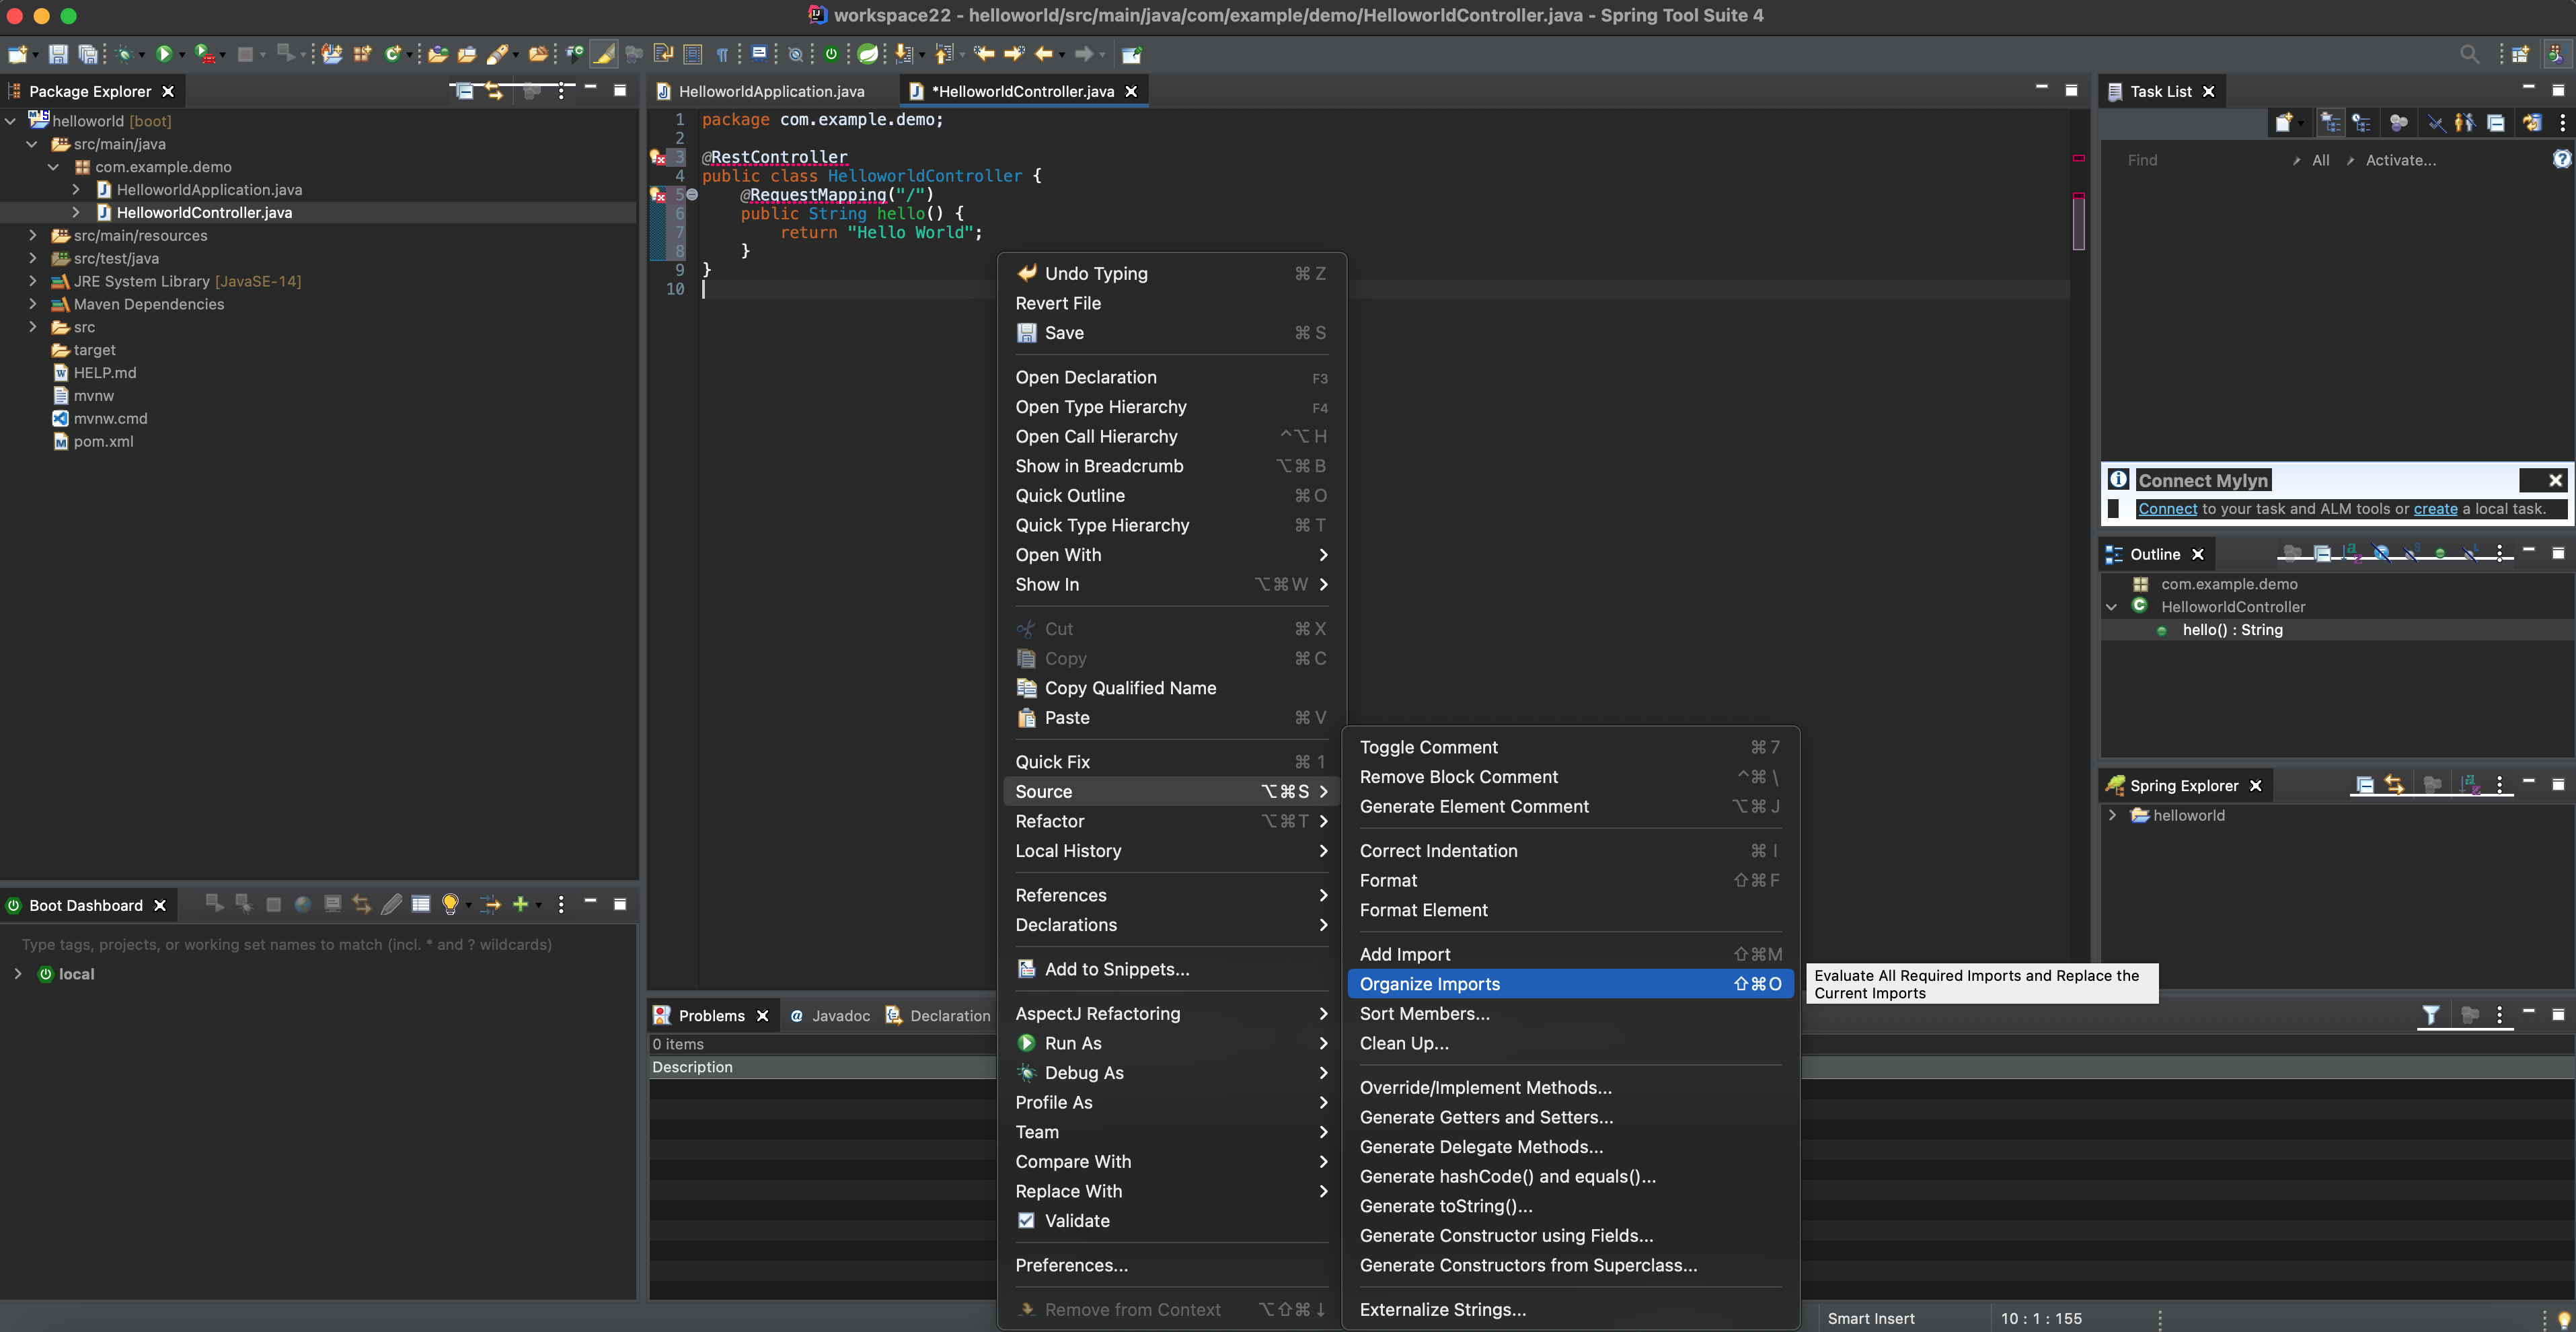 workspace22 - helloworld/src/main/java/com/example/demo/HelloworldController.java - Spring Tool Suite 4
Package Explorer
helloworld [boot]
src/main/java
com.example.demo
HelloworldApplication.java
HelloworldController.java
src/main/resources
src/test/java
JRE System Library [JavaSE-14]
Maven Dependencies
src
target
HELP.md
mvnw
mvnw.cmd
pom.xml
Boot Dashboard
Type tags, projects, or working set names to match (incl. * and ? wildcards)
local
HelloworldApplication.java
*HelloworldController.java
1 package com.example.demo;
2
3 @RestController
4 public class HelloworldController {
5 @RequestMapping("/")
6 public String hello() {
7 return "Hello World";
8 }
9 }
10
Undo Typing ⌘ Z
Revert File
Save ⌘ S
Open Declaration F3
Open Type Hierarchy F4
Open Call Hierarchy ^⌥ H
Show in Breadcrumb ⌥⌘ B
Quick Outline ⌘ O
Quick Type Hierarchy ⌘ T
Open With
Show In ⌥⌘ W
Cut ⌘ X
Copy ⌘ C
Copy Qualified Name
Paste ⌘ V
Quick Fix ⌘ 1
Source ⌥⌘ S
Refactor ⌥⌘ T
Local History
References
Declarations
Add to Snippets...
AspectJ Refactoring
Run As
Debug As
Profile As
Team
Compare With
Replace With
Validate
Preferences...
Remove from Context ⌥⇧⌘ ↓
Toggle Comment ⌘ 7
Remove Block Comment ^⌘ \
Generate Element Comment ⌥⌘ J
Correct Indentation ⌘ I
Format ⇧⌘ F
Format Element
Add Import ⇧⌘ M
Organize Imports ⇧⌘ O
Sort Members...
Clean Up...
Override/Implement Methods...
Generate Getters and Setters...
Generate Delegate Methods...
Generate hashCode() and equals()...
Generate toString()...
Generate Constructor using Fields...
Generate Constructors from Superclass...
Externalize Strings...
Evaluate All Required Imports and Replace the
Current Imports
Problems
Javadoc
Declaration
0 items
Description
Task List
Find
All
Activate...
Connect Mylyn
Connect to your task and ALM tools or create a local task.
Outline
com.example.demo
HelloworldController
hello() : String
Spring Explorer
helloworld
Smart Insert
10 : 1 : 155